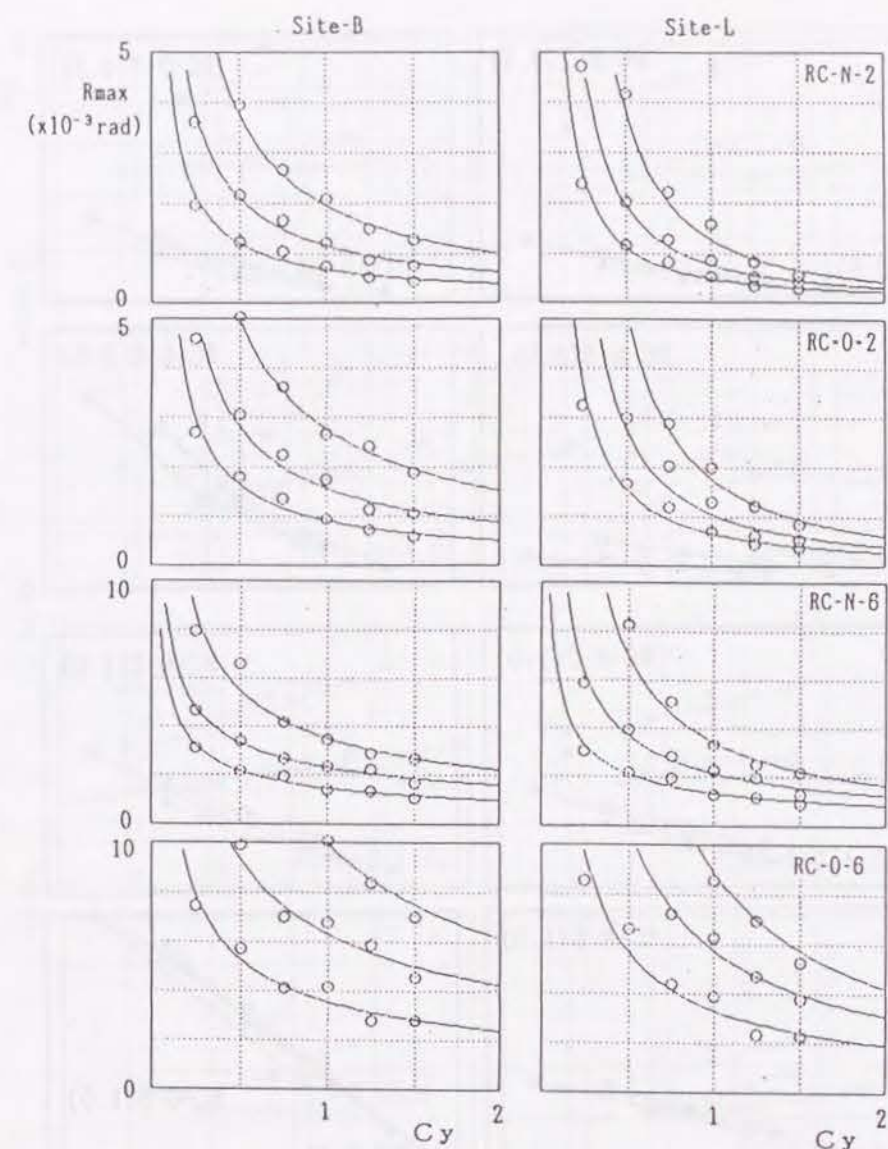 Site-B Site-L
5
Rmax
(x10⁻³rad)
RC-N-2
0
5
RC-O-2
0
10
RC-N-6
0
10
RC-O-6
0
1 2 1 2
Cy Cy